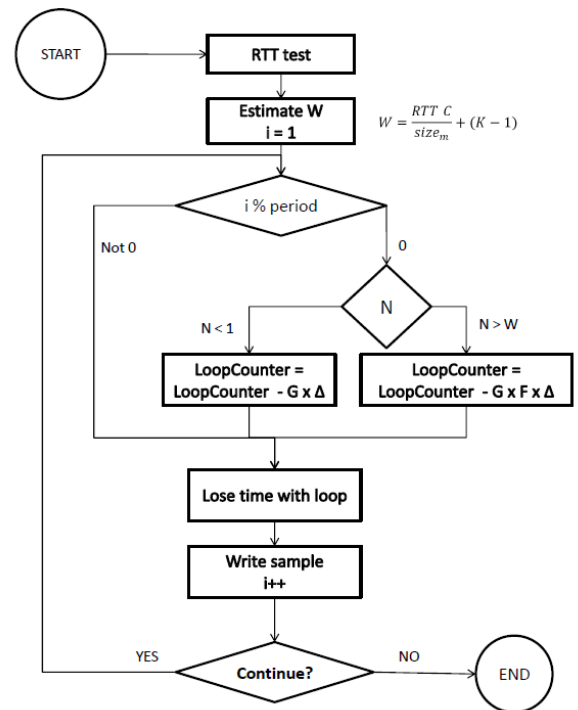 START
RTT test
Estimate W
i = 1
W = \frac{RTT C}{size_m} + (K − 1)
i % period
Not 0
0
N
N < 1
N > W
LoopCounter =
LoopCounter - G x Δ
LoopCounter =
LoopCounter - G x F x Δ
Lose time with loop
Write sample
i++
YES
Continue?
NO
END